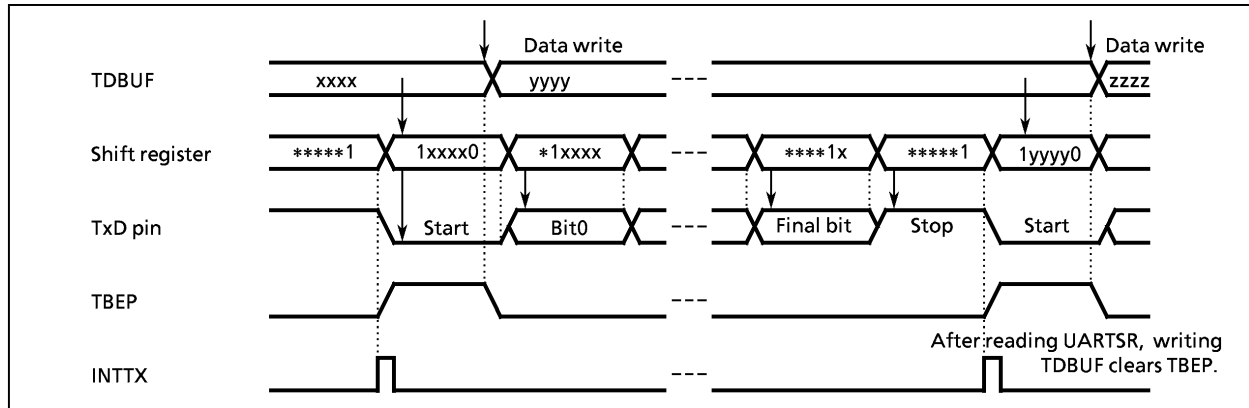 Data write Data write
TDBUF xxxx yyyy --- zzzz
Shift register *****1 1xxxx0 *1xxxx --- ****1x *****1 1yyyy0
TxD pin Start Bit0 --- Final bit Stop Start
TBEP ---
After reading UARTSR, writing
TDBUF clears TBEP.
INTTX ---